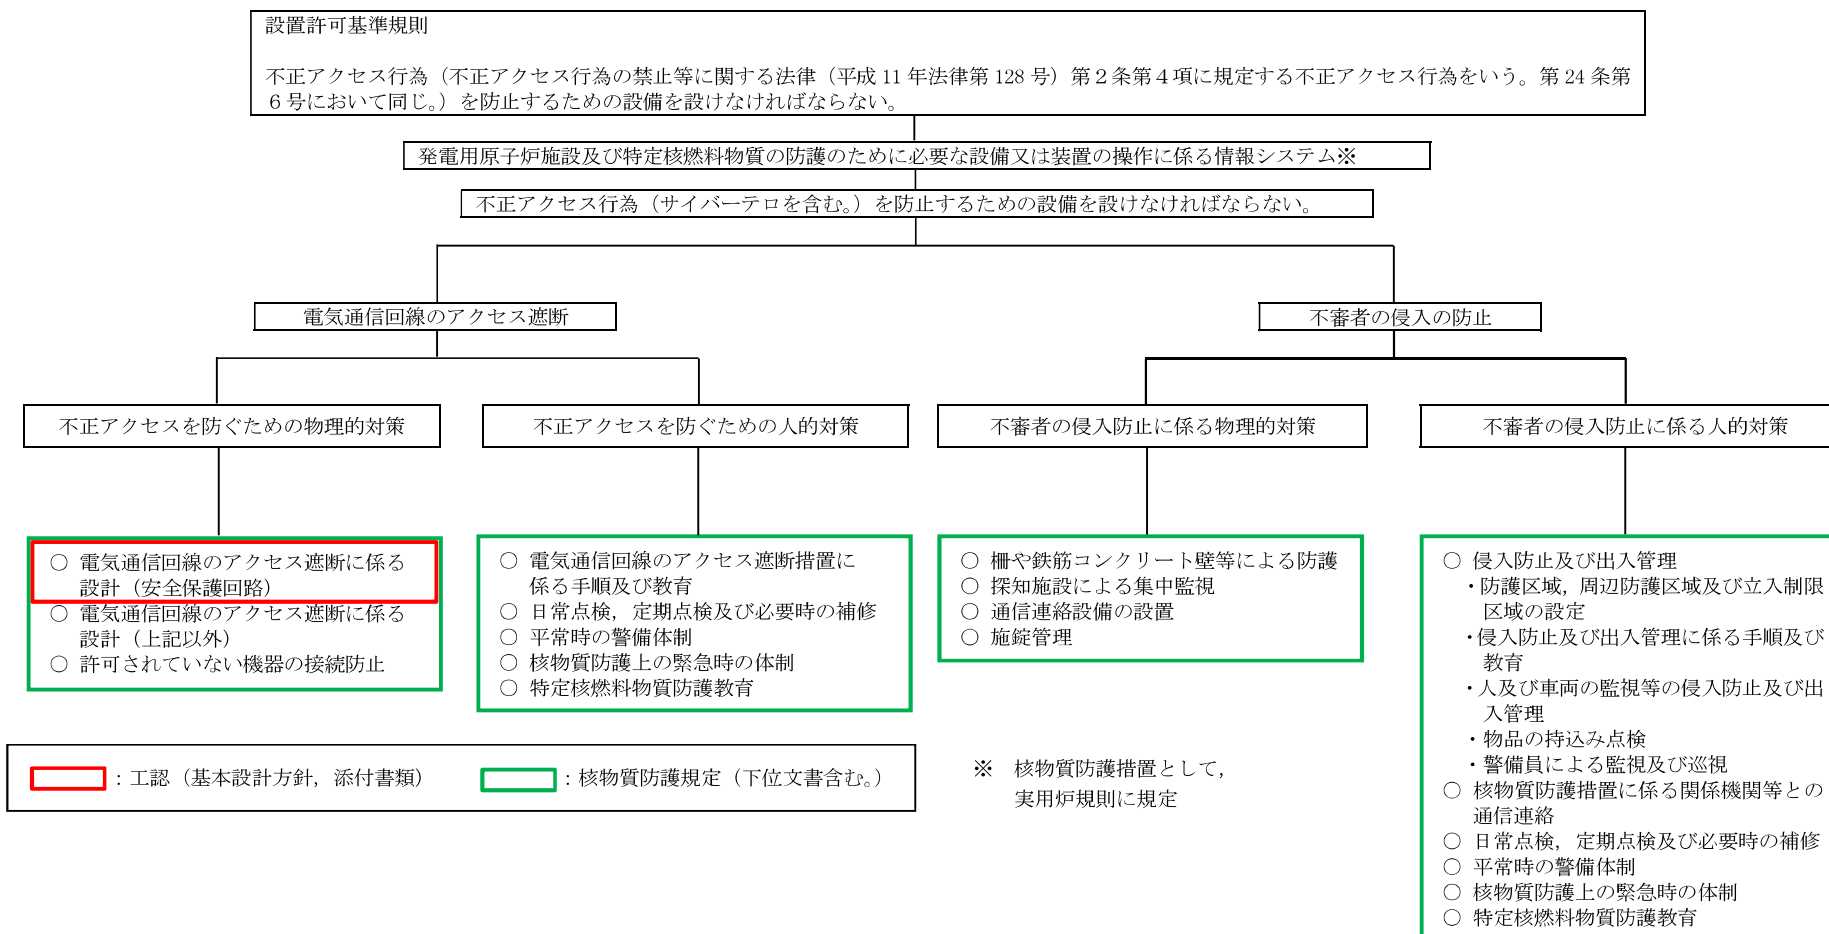 設置許可基準規則
不正アクセス行為（不正アクセス行為の禁止等に関する法律（平成 11 年法律第 128 号）第２条第４項に規定する不正アクセス行為をいう。第 24 条第
６号において同じ。）を防止するための設備を設けなければならない。
発電用原子炉施設及び特定核燃料物質の防護のために必要な設備又は装置の操作に係る情報システム※
不正アクセス行為（サイバーテロを含む。）を防止するための設備を設けなければならない。
電気通信回線のアクセス遮断
不審者の侵入の防止
不正アクセスを防ぐための物理的対策
不正アクセスを防ぐための人的対策
不審者の侵入防止に係る物理的対策
不審者の侵入防止に係る人的対策
○ 電気通信回線のアクセス遮断に係る
設計（安全保護回路）
○ 電気通信回線のアクセス遮断に係る
設計（上記以外）
○ 許可されていない機器の接続防止
○ 電気通信回線のアクセス遮断措置に
係る手順及び教育
○ 日常点検，定期点検及び必要時の補修
○ 平常時の警備体制
○ 核物質防護上の緊急時の体制
○ 特定核燃料物質防護教育
○ 柵や鉄筋コンクリート壁等による防護
○ 探知施設による集中監視
○ 通信連絡設備の設置
○ 施錠管理
○ 侵入防止及び出入管理
・防護区域，周辺防護区域及び立入制限
区域の設定
・侵入防止及び出入管理に係る手順及び
教育
・人及び車両の監視等の侵入防止及び出
入管理
・物品の持込み点検
・警備員による監視及び巡視
○ 核物質防護措置に係る関係機関等との
通信連絡
○ 日常点検，定期点検及び必要時の補修
○ 平常時の警備体制
○ 核物質防護上の緊急時の体制
○ 特定核燃料物質防護教育
：工認（基本設計方針，添付書類）
：核物質防護規定（下位文書含む。）
※ 核物質防護措置として，
実用炉規則に規定